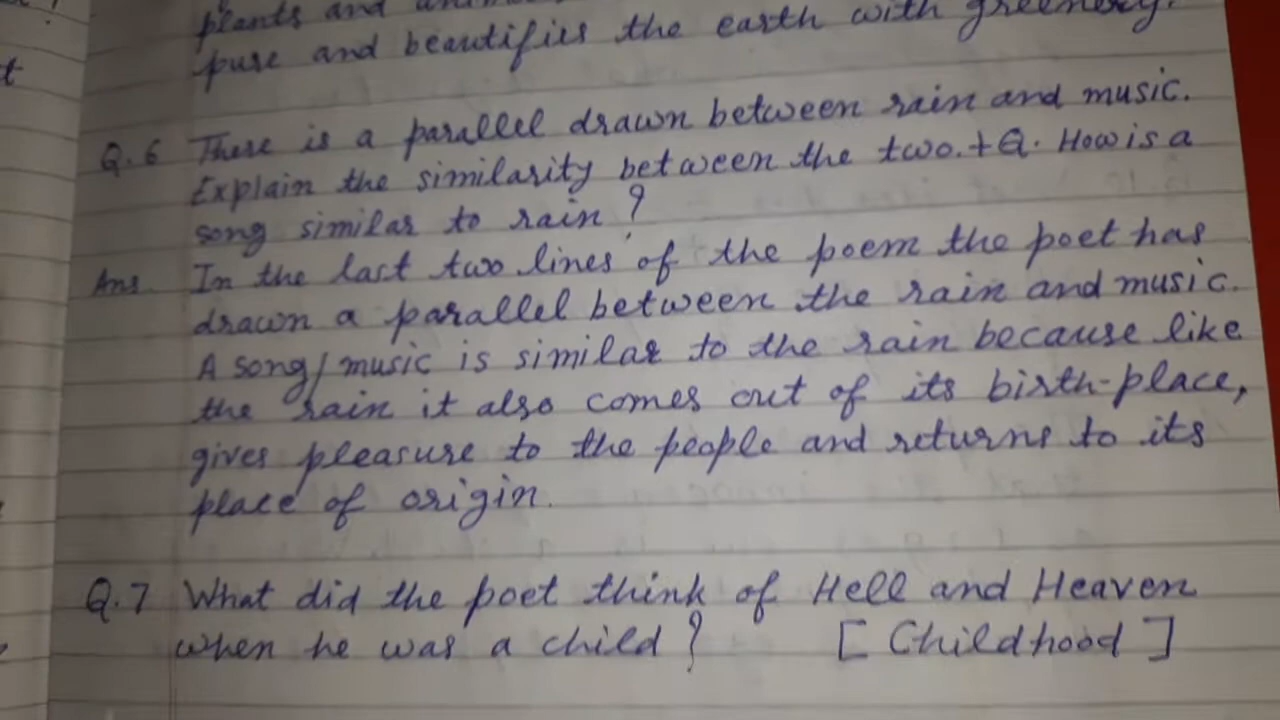 plants and
pure and beautifies the earth with greenery.
Q.6 There is a parallel drawn between rain and music.
Explain the similarity between the two.+Q. How is a
song similar to rain?
Ans. In the last two lines of the poem the poet has
drawn a parallel between the rain and music.
A song/music is similar to the rain because like
the rain it also comes out of its birth-place,
gives pleasure to the people and returns to its
place of origin.
Q.7 What did the poet think of Hell and Heaven
when he was a child? [Childhood]